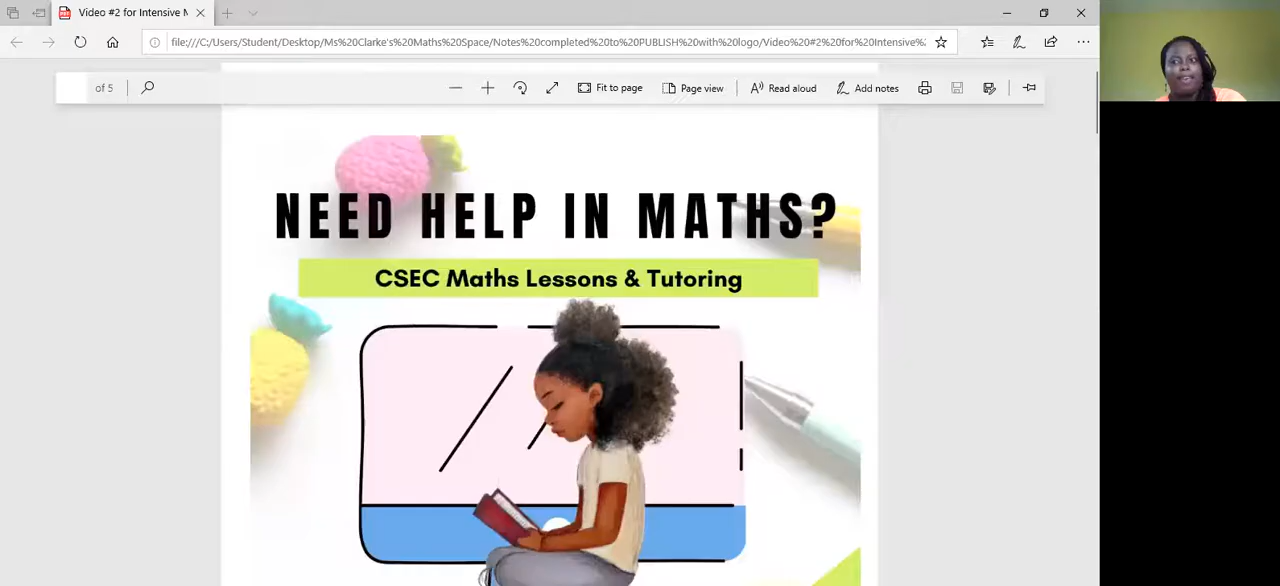 Video #2 for Intensive M
file:///C:/Users/Student/Desktop/Ms%20Clarke's%20Maths%20Space/Notes%20completed%20to%20PUBLISH%20with%20logo/Video%20#2%20for%20Intensive%2
of 5
Fit to page
Page view
Read aloud
Add notes
NEED HELP IN MATHS?
CSEC Maths Lessons & Tutoring